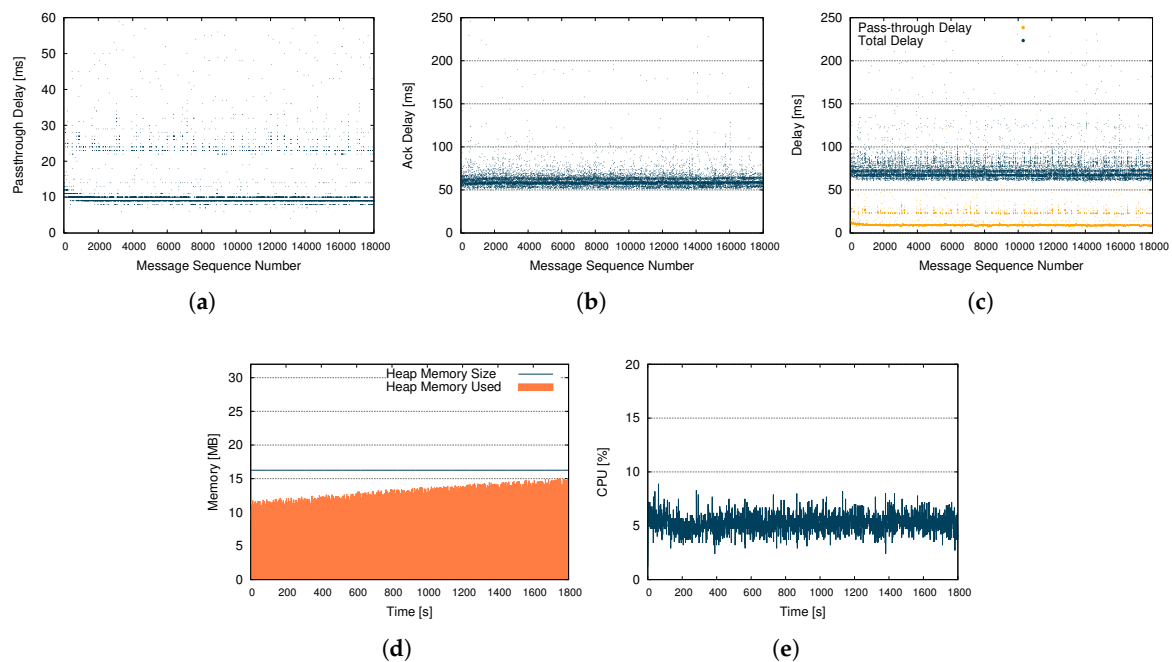 Passthrough Delay [ms]
60
50
40
30
20
10
0
0 2000 4000 6000 8000 10000 12000 14000 16000 18000
Message Sequence Number
(a)
Ack Delay [ms]
250
200
150
100
50
0
0 2000 4000 6000 8000 10000 12000 14000 16000 18000
Message Sequence Number
(b)
Delay [ms]
Pass-through Delay
Total Delay
250
200
150
100
50
0
0 2000 4000 6000 8000 10000 12000 14000 16000 18000
Message Sequence Number
(c)
Memory [MB]
Heap Memory Size
Heap Memory Used
30
25
20
15
10
5
0
0 200 400 600 800 1000 1200 1400 1600 1800
Time [s]
(d)
CPU [%]
20
15
10
5
0
0 200 400 600 800 1000 1200 1400 1600 1800
Time [s]
(e)